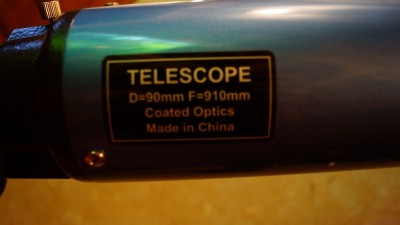 TELESCOPE
D=90mm F=910mm
Coated Optics
Made in China